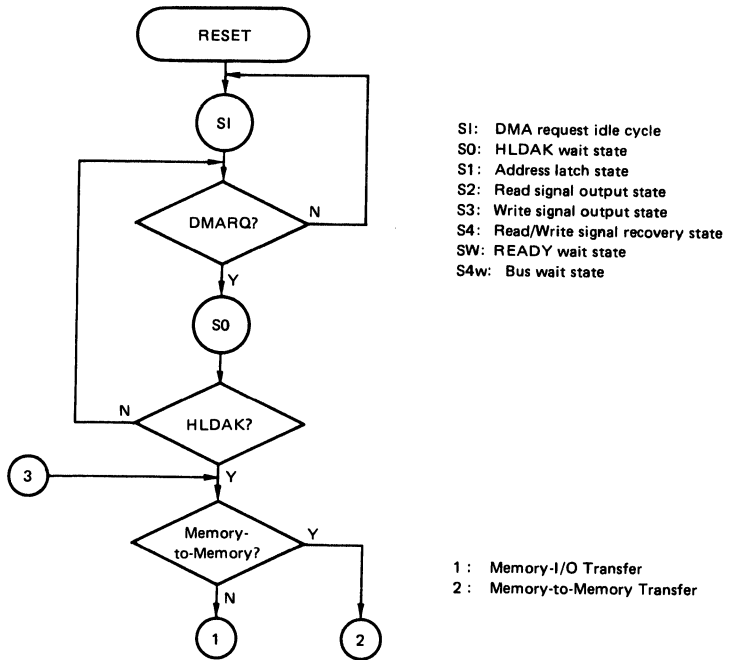 RESET
SI
DMARQ?
N
Y
S0
HLDAK?
N
Y
3
Memory-
to-Memory?
Y
N
1
2
SI: DMA request idle cycle
S0: HLDAK wait state
S1: Address latch state
S2: Read signal output state
S3: Write signal output state
S4: Read/Write signal recovery state
SW: READY wait state
S4w: Bus wait state
1 : Memory-I/O Transfer
2 : Memory-to-Memory Transfer